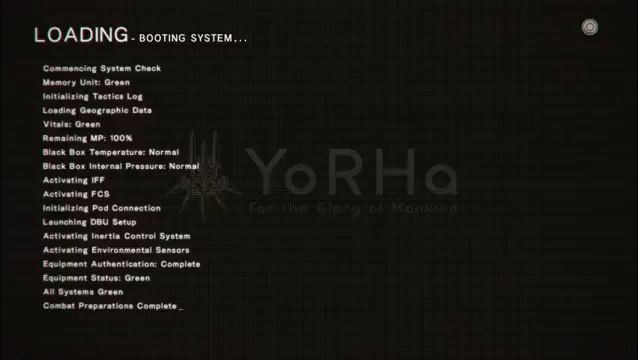 LOADING - BOOTING SYSTEM...
Commencing System Check
Memory Unit: Green
Initializing Tactics Log
Loading Geographic Data
Vitals: Green
Remaining MP: 100%
Black Box Temperature: Normal
Black Box Internal Pressure: Normal
Activating IFF
Activating FCS
Initializing Pod Connection
Launching DBU Setup
Activating Inertia Control System
Activating Environmental Sensors
Equipment Authentication: Complete
Equipment Status: Green
All Systems Green
Combat Preparations Complete_
YoRHa
For the Glory of Mankind